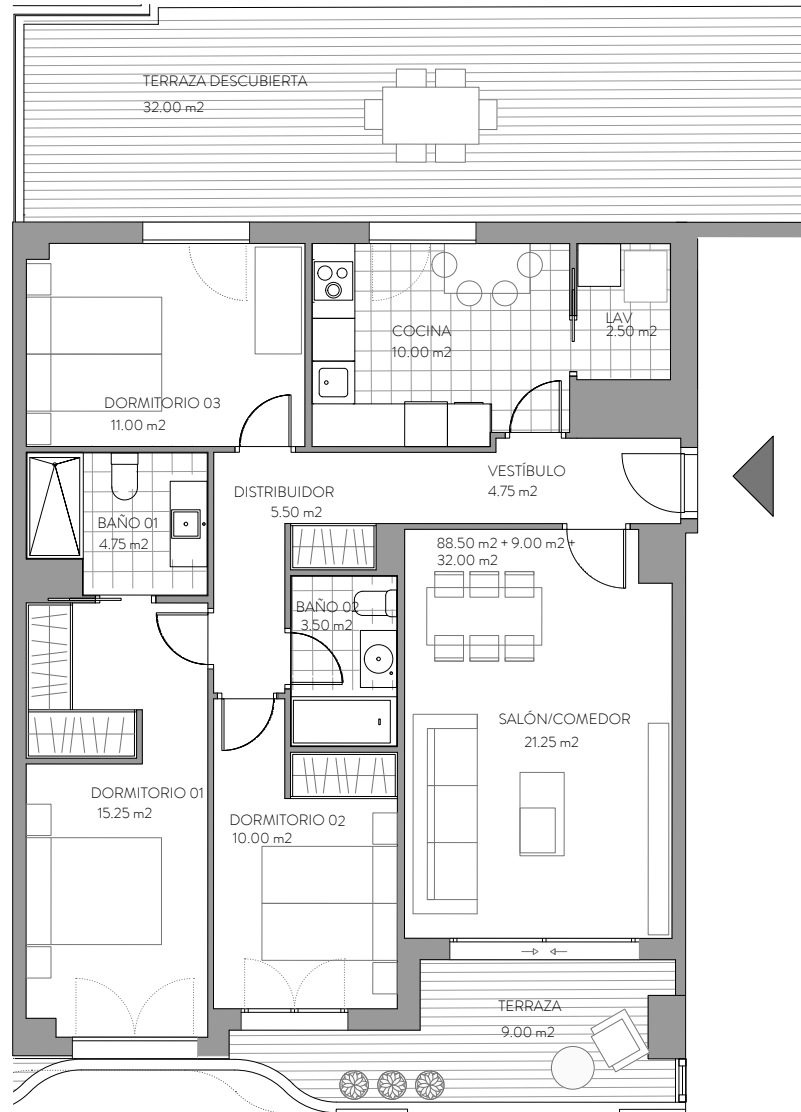 TERRAZA DESCUBIERTA
32.00 m2
COCINA
10.00 m2
LAV
2.50 m2
DORMITORIO 03
11.00 m2
VESTÍBULO
4.75 m2
DISTRIBUIDOR
5.50 m2
BAÑO 01
4.75 m2
88.50 m2 + 9.00 m2 +
32.00 m2
BAÑO 02
3.50 m2
SALÓN/COMEDOR
21.25 m2
DORMITORIO 01
15.25 m2
DORMITORIO 02
10.00 m2
TERRAZA
9.00 m2